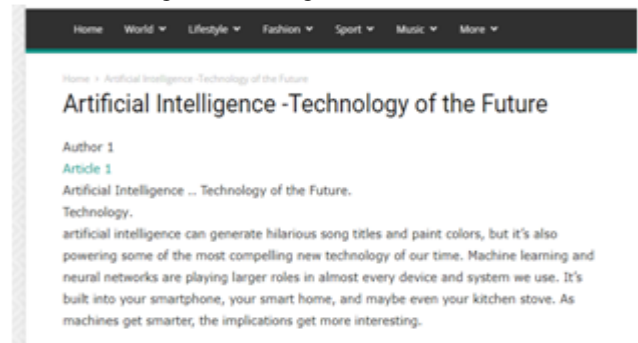 Home World Lifestyle Fashion Sport Music More
Home › Artificial Intelligence -Technology of the Future
Artificial Intelligence -Technology of the Future
Author 1
Article 1
Artificial Intelligence .. Technology of the Future.
Technology.
artificial intelligence can generate hilarious song titles and paint colors, but it's also
powering some of the most compelling new technology of our time. Machine learning and
neural networks are playing larger roles in almost every device and system we use. It's
built into your smartphone, your smart home, and maybe even your kitchen stove. As
machines get smarter, the implications get more interesting.